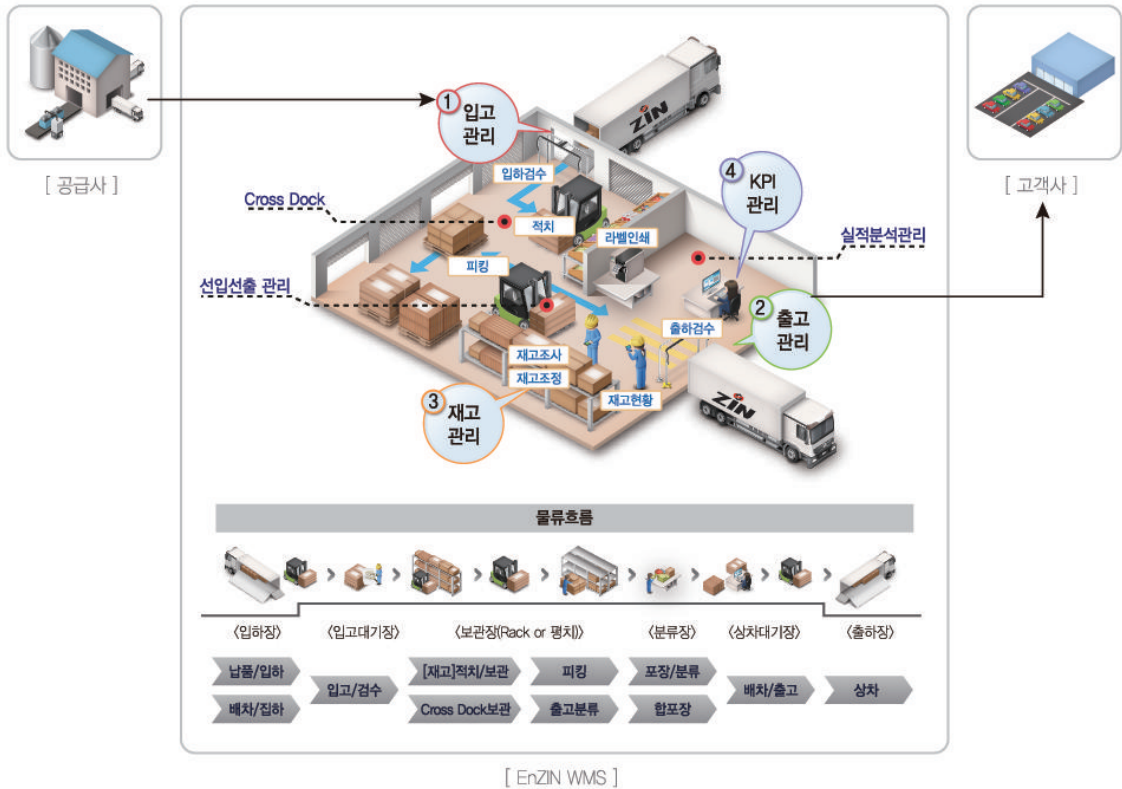 1 입고
관리
ZIN
[ 공급사 ]
[ 고객사 ]
4 KPI
관리
입하검수
Cross Dock
적치
라벨인쇄
실적분석관리
피킹
선입선출 관리
2 출고
관리
출하검수
재고조사
재고조정
재고현황
3 재고
관리
ZIN
물류흐름
〈입하장〉 〈입고대기장〉 〈보관장(Rack or 평치)〉 〈분류장〉 〈상차대기장〉 〈출하장〉
납품/입하 [재고]적치/보관 피킹 포장/분류
입고/검수 배차/출고 상차
배차/집하 Cross Dock보관 출고분류 합포장
[ EnZIN WMS ]